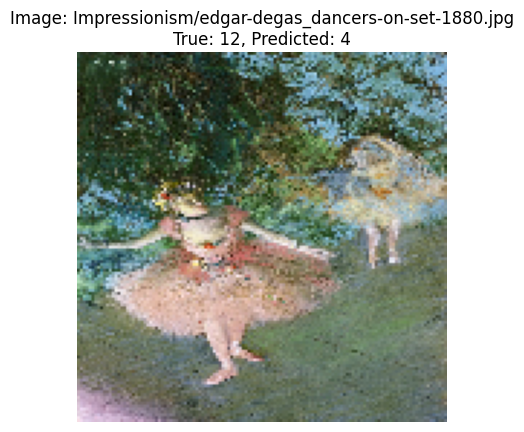 Image: Impressionism/edgar-degas_dancers-on-set-1880.jpg
True: 12, Predicted: 4